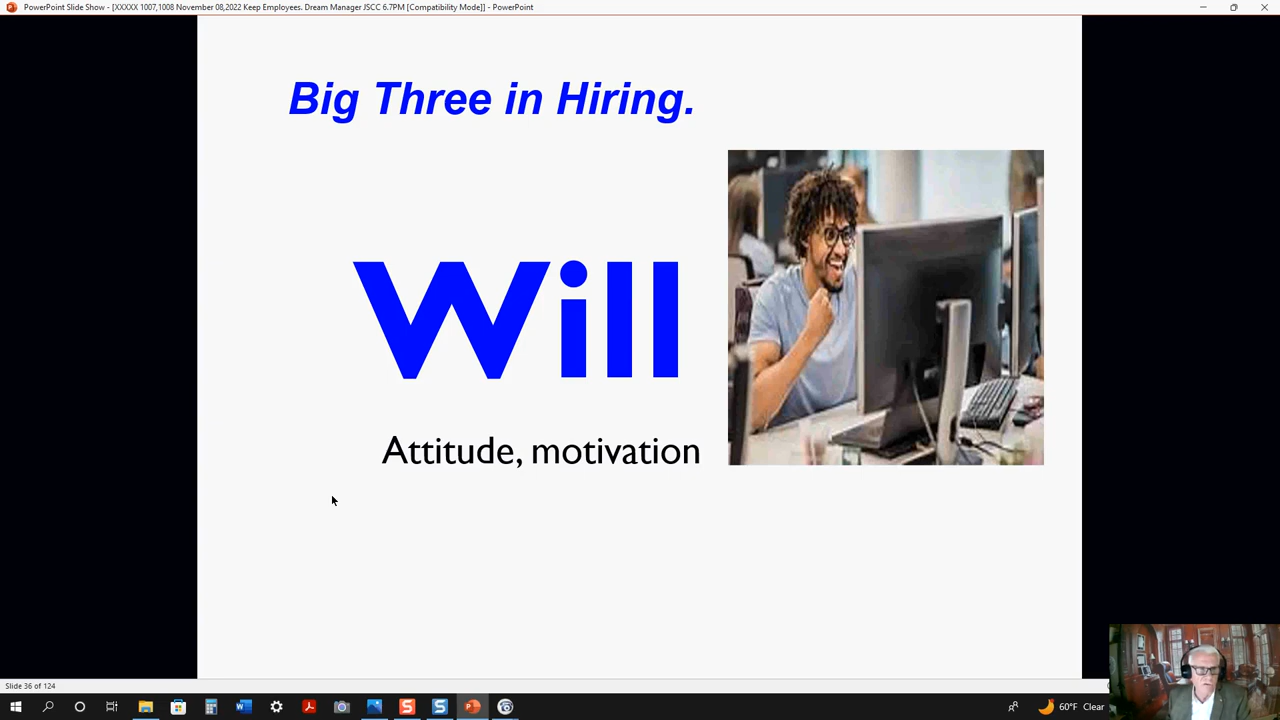 PowerPoint Slide Show - [XXXXX 1007,1008 November 08,2022 Keep Employees. Dream Manager JSCC 6.7PM [Compatibility Mode]] - PowerPoint
Big Three in Hiring.
Will
Attitude, motivation
Slide 36 of 124
60°F Clear